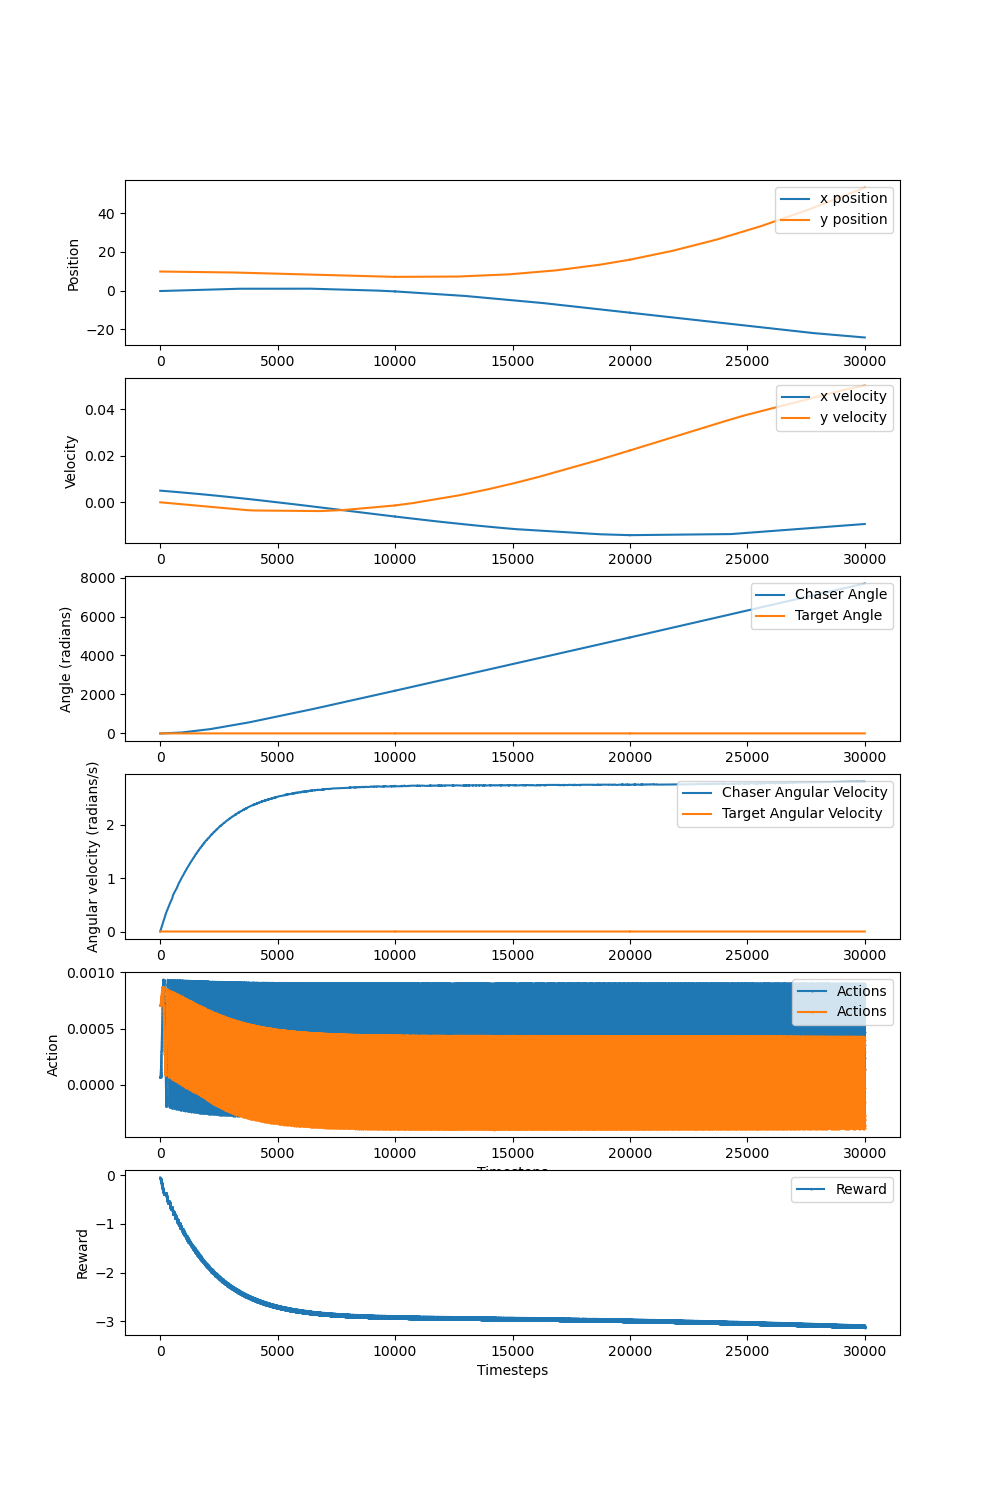 Position
40
20
0
−20
x position
y position
0 5000 10000 15000 20000 25000 30000
Velocity
0.04
0.02
0.00
x velocity
y velocity
0 5000 10000 15000 20000 25000 30000
Angle (radians)
8000
6000
4000
2000
0
Chaser Angle
Target Angle
0 5000 10000 15000 20000 25000 30000
Angular velocity (radians/s)
2
1
0
Chaser Angular Velocity
Target Angular Velocity
0 5000 10000 15000 20000 25000 30000
Action
0.0010
0.0005
0.0000
Actions
Actions
0 5000 10000 15000 20000 25000 30000
Timesteps
Reward
0
−1
−2
−3
Reward
0 5000 10000 15000 20000 25000 30000
Timesteps